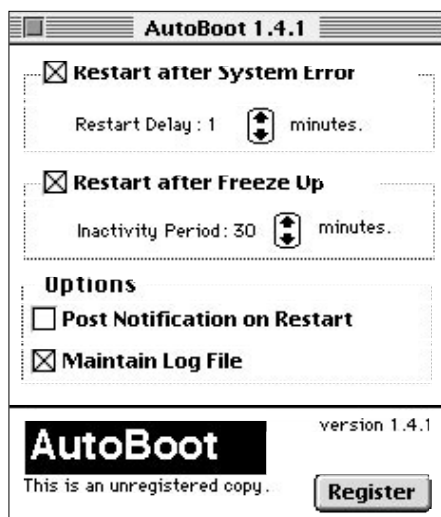 AutoBoot 1.4.1
Restart after System Error
Restart Delay : 1 minutes.
Restart after Freeze Up
Inactivity Period : 30 minutes.
Options
Post Notification on Restart
Maintain Log File
AutoBoot
version 1.4.1
This is an unregistered copy.
Register